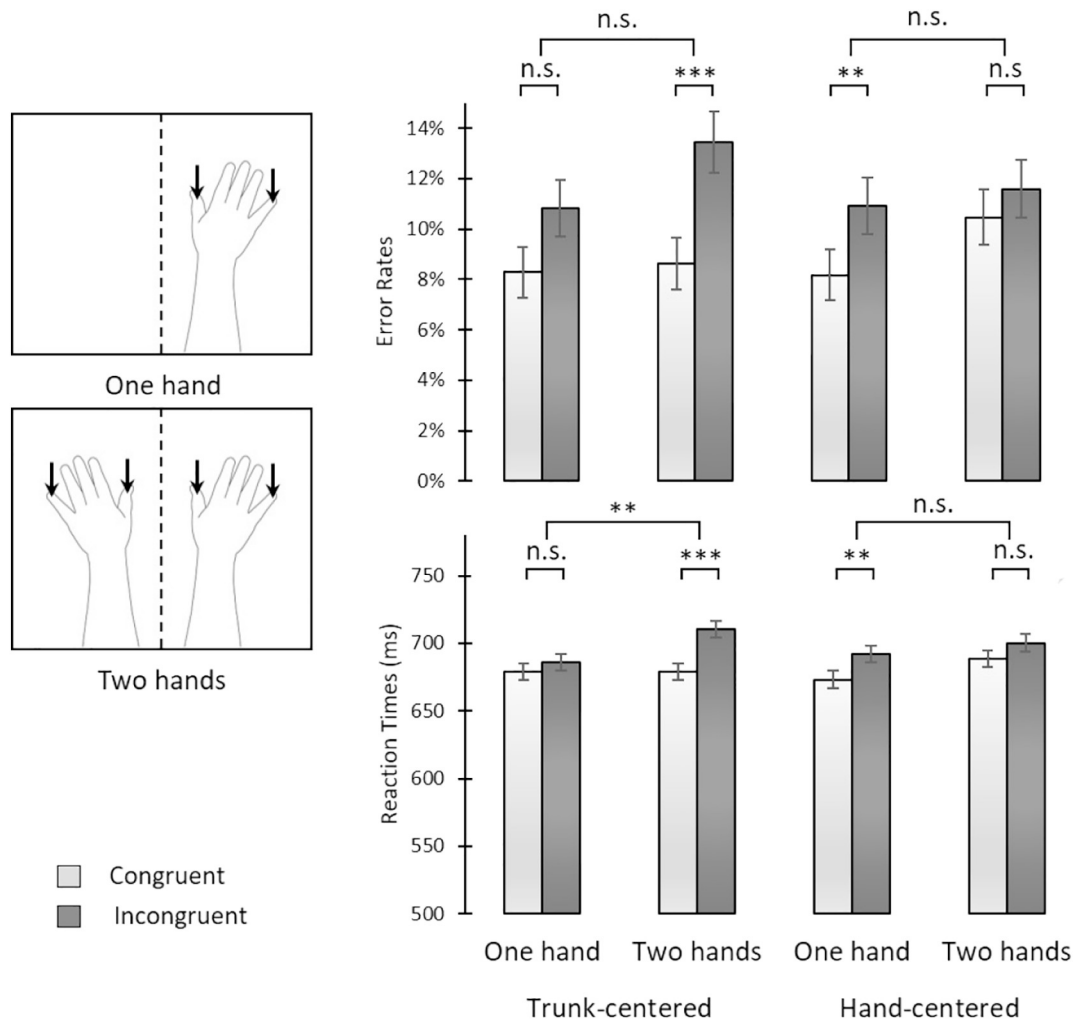 One hand
Two hands
Congruent
Incongruent
n.s. n.s.
n.s. *** ** n.s
Error Rates
14%
12%
10%
8%
6%
4%
2%
0%
** n.s.
n.s. *** ** n.s.
Reaction Times (ms)
750
700
650
600
550
500
One hand Two hands One hand Two hands
Trunk-centered Hand-centered